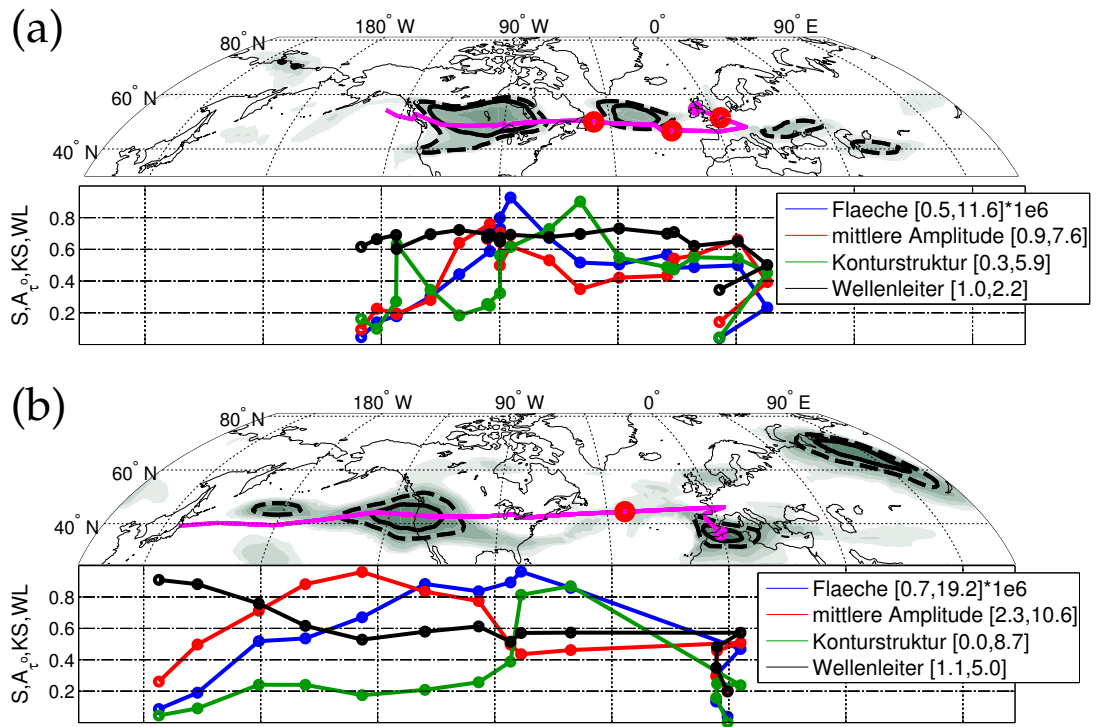 (a)
180° W
90° W
0°
90° E
80° N
60° N
40° N
S,Aτ°,KS,WL
0.8
0.6
0.4
0.2
Flaeche [0.5,11.6]*1e6
mittlere Amplitude [0.9,7.6]
Konturstruktur [0.3,5.9]
Wellenleiter [1.0,2.2]
(b)
180° W
90° W
0°
90° E
80° N
60° N
40° N
S,Aτ°,KS,WL
0.8
0.6
0.4
0.2
Flaeche [0.7,19.2]*1e6
mittlere Amplitude [2.3,10.6]
Konturstruktur [0.0,8.7]
Wellenleiter [1.1,5.0]